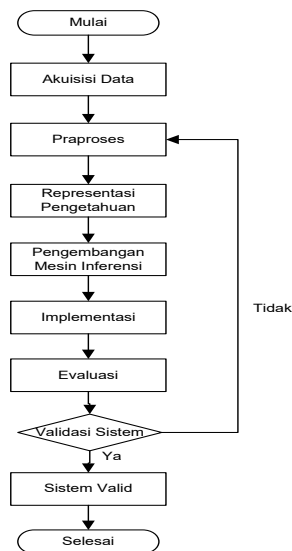 Mulai
Akuisisi Data
Praproses
Representasi
Pengetahuan
Pengembangan
Mesin Inferensi
Implementasi
Tidak
Evaluasi
Validasi Sistem
Ya
Sistem Valid
Selesai